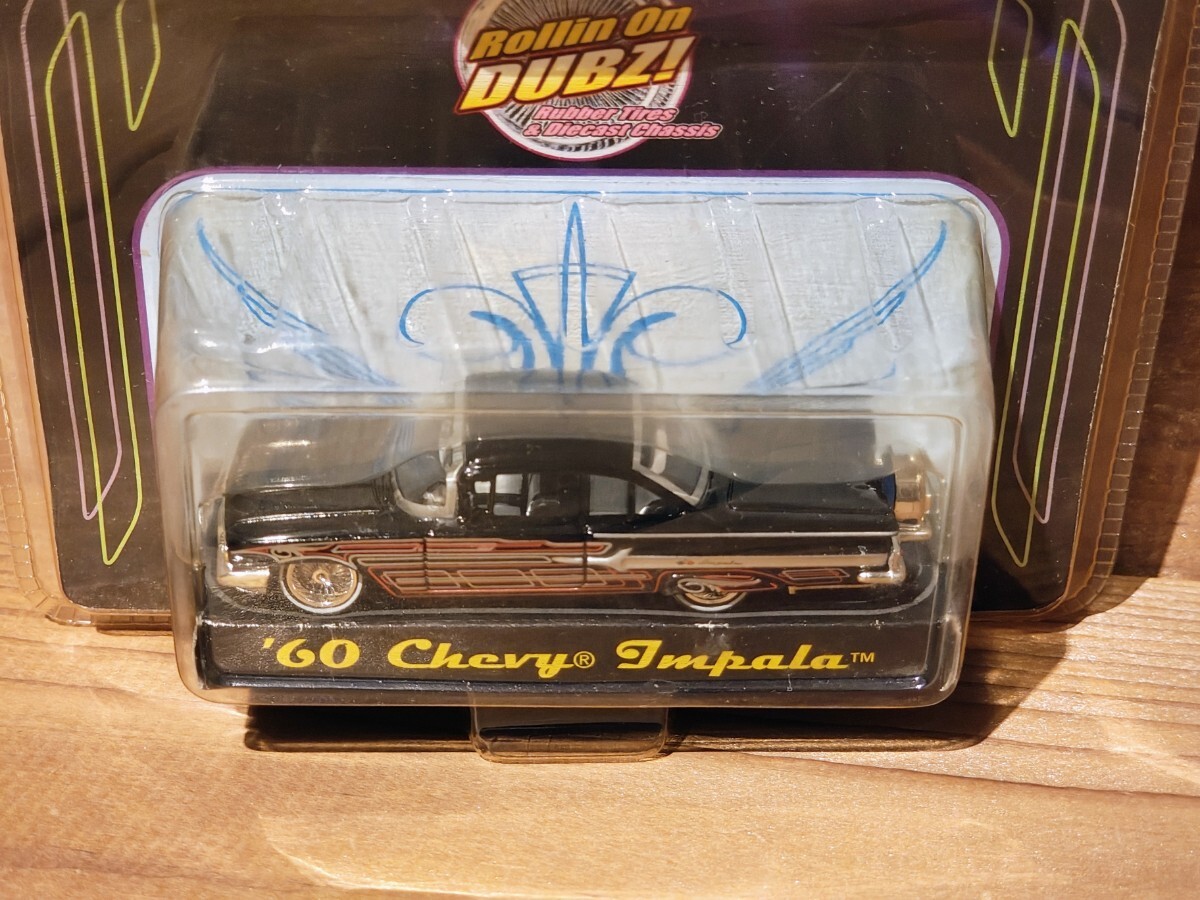 Rollin On
DUBZ!
Rubber Tires
& Diecast Chassis
'60 Chevy® Impala™